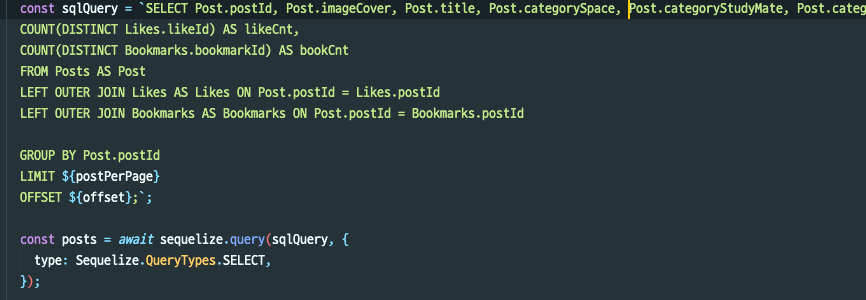 const sqlQuery = `SELECT Post.postId, Post.imageCover, Post.title, Post.categorySpace, Post.categoryStudyMate, Post.categ
COUNT(DISTINCT Likes.likeId) AS likeCnt,
COUNT(DISTINCT Bookmarks.bookmarkId) AS bookCnt
FROM Posts AS Post
LEFT OUTER JOIN Likes AS Likes ON Post.postId = Likes.postId
LEFT OUTER JOIN Bookmarks AS Bookmarks ON Post.postId = Bookmarks.postId
GROUP BY Post.postId
LIMIT ${postPerPage}
OFFSET ${offset};`;
const posts = await sequelize.query(sqlQuery, {
type: Sequelize.QueryTypes.SELECT,
});